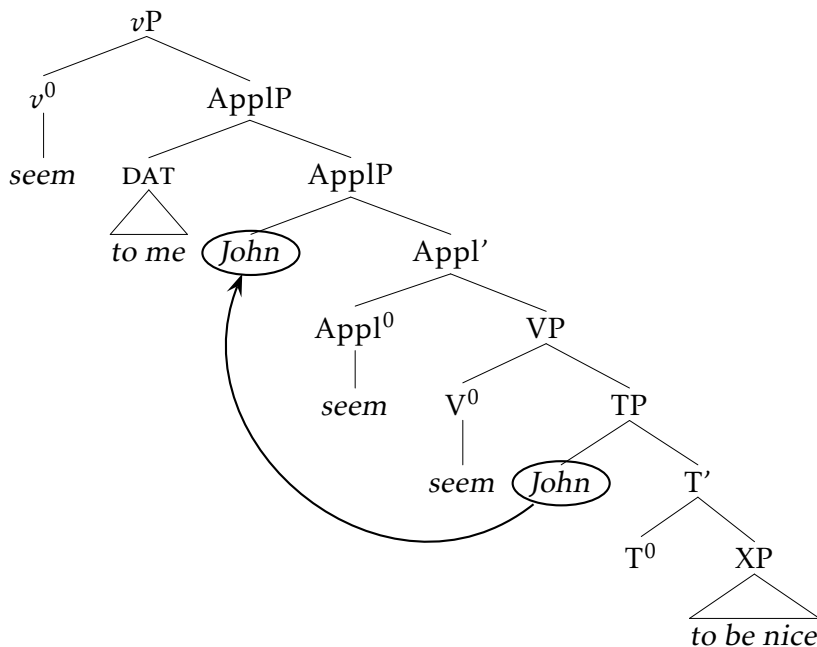 vP
v⁰ ApplP
seem DAT ApplP
to me John Appl’
Appl⁰ VP
seem V⁰ TP
seem John T’
T⁰ XP
to be nice